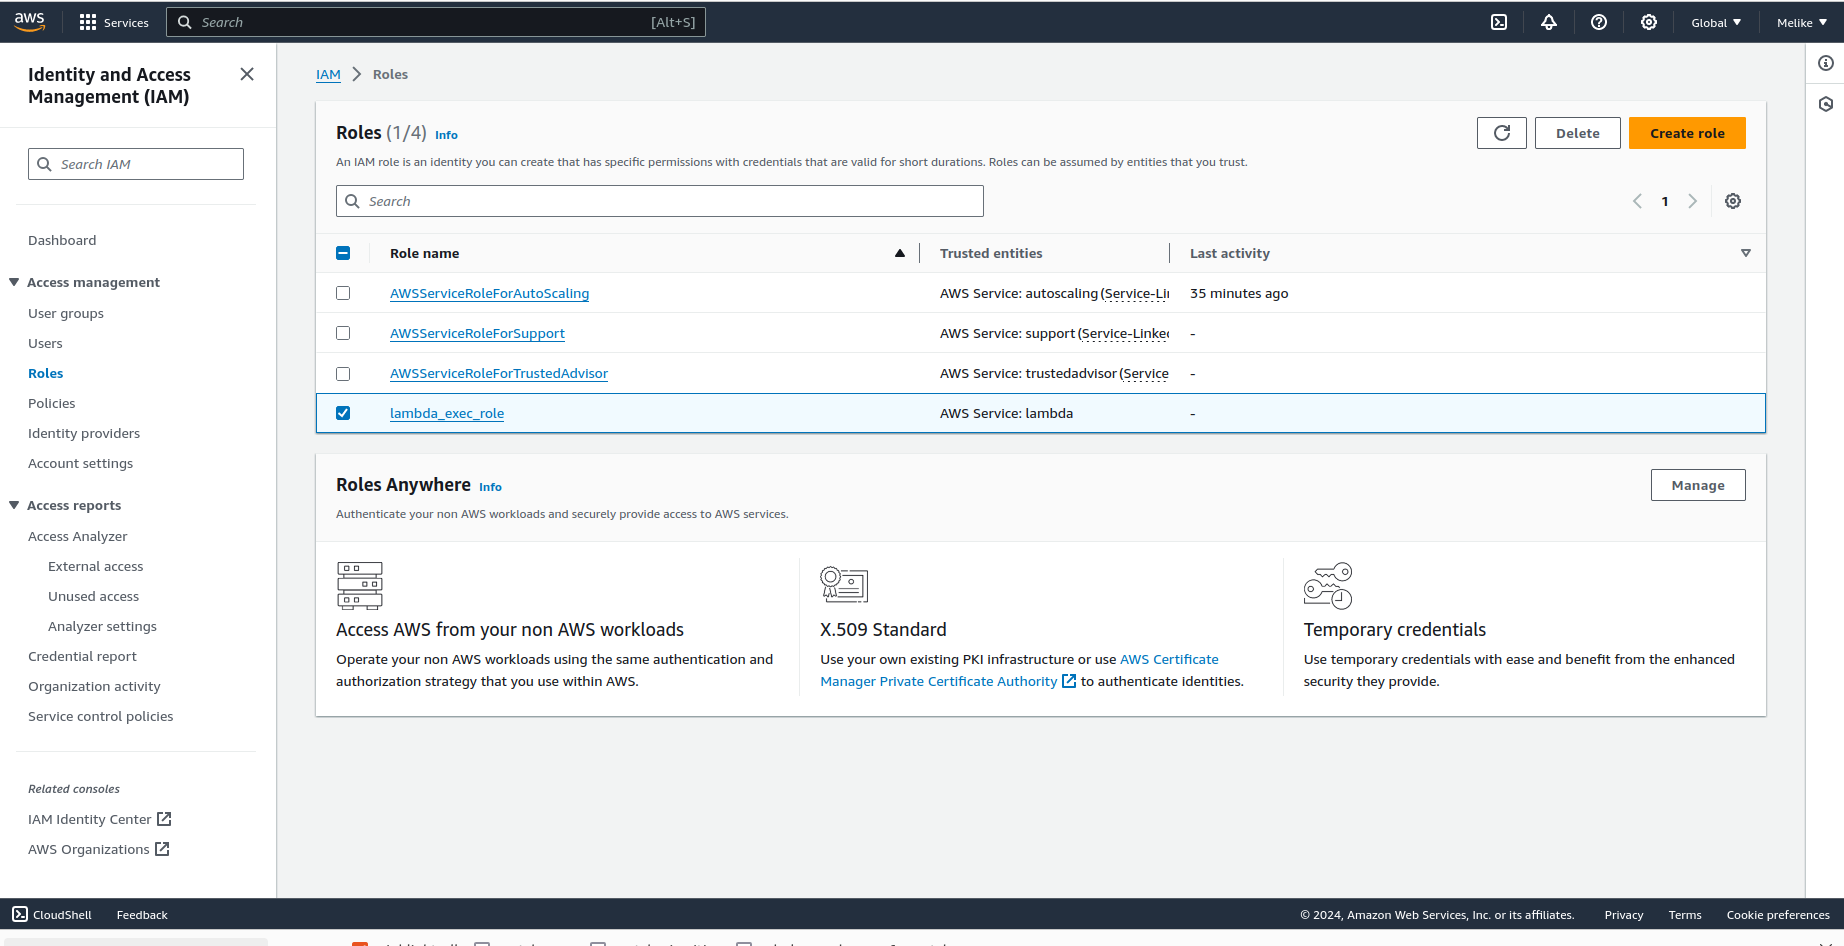 aws Services Search [Alt+S] Global Melike
Identity and Access
Management (IAM)
Search IAM
Dashboard
Access management
User groups
Users
Roles
Policies
Identity providers
Account settings
Access reports
Access Analyzer
External access
Unused access
Analyzer settings
Credential report
Organization activity
Service control policies
Related consoles
IAM Identity Center
AWS Organizations
IAM > Roles
Roles (1/4) Info
Delete
Create role
An IAM role is an identity you can create that has specific permissions with credentials that are valid for short durations. Roles can be assumed by entities that you trust.
Search
1
Role name Trusted entities Last activity
AWSServiceRoleForAutoScaling AWS Service: autoscaling (Service-Li 35 minutes ago
AWSServiceRoleForSupport AWS Service: support (Service-Linked -
AWSServiceRoleForTrustedAdvisor AWS Service: trustedadvisor (Service -
lambda_exec_role AWS Service: lambda -
Roles Anywhere Info
Manage
Authenticate your non AWS workloads and securely provide access to AWS services.
Access AWS from your non AWS workloads
Operate your non AWS workloads using the same authentication and
authorization strategy that you use within AWS.
X.509 Standard
Use your own existing PKI infrastructure or use AWS Certificate
Manager Private Certificate Authority to authenticate identities.
Temporary credentials
Use temporary credentials with ease and benefit from the enhanced
security they provide.
CloudShell Feedback © 2024, Amazon Web Services, Inc. or its affiliates. Privacy Terms Cookie preferences